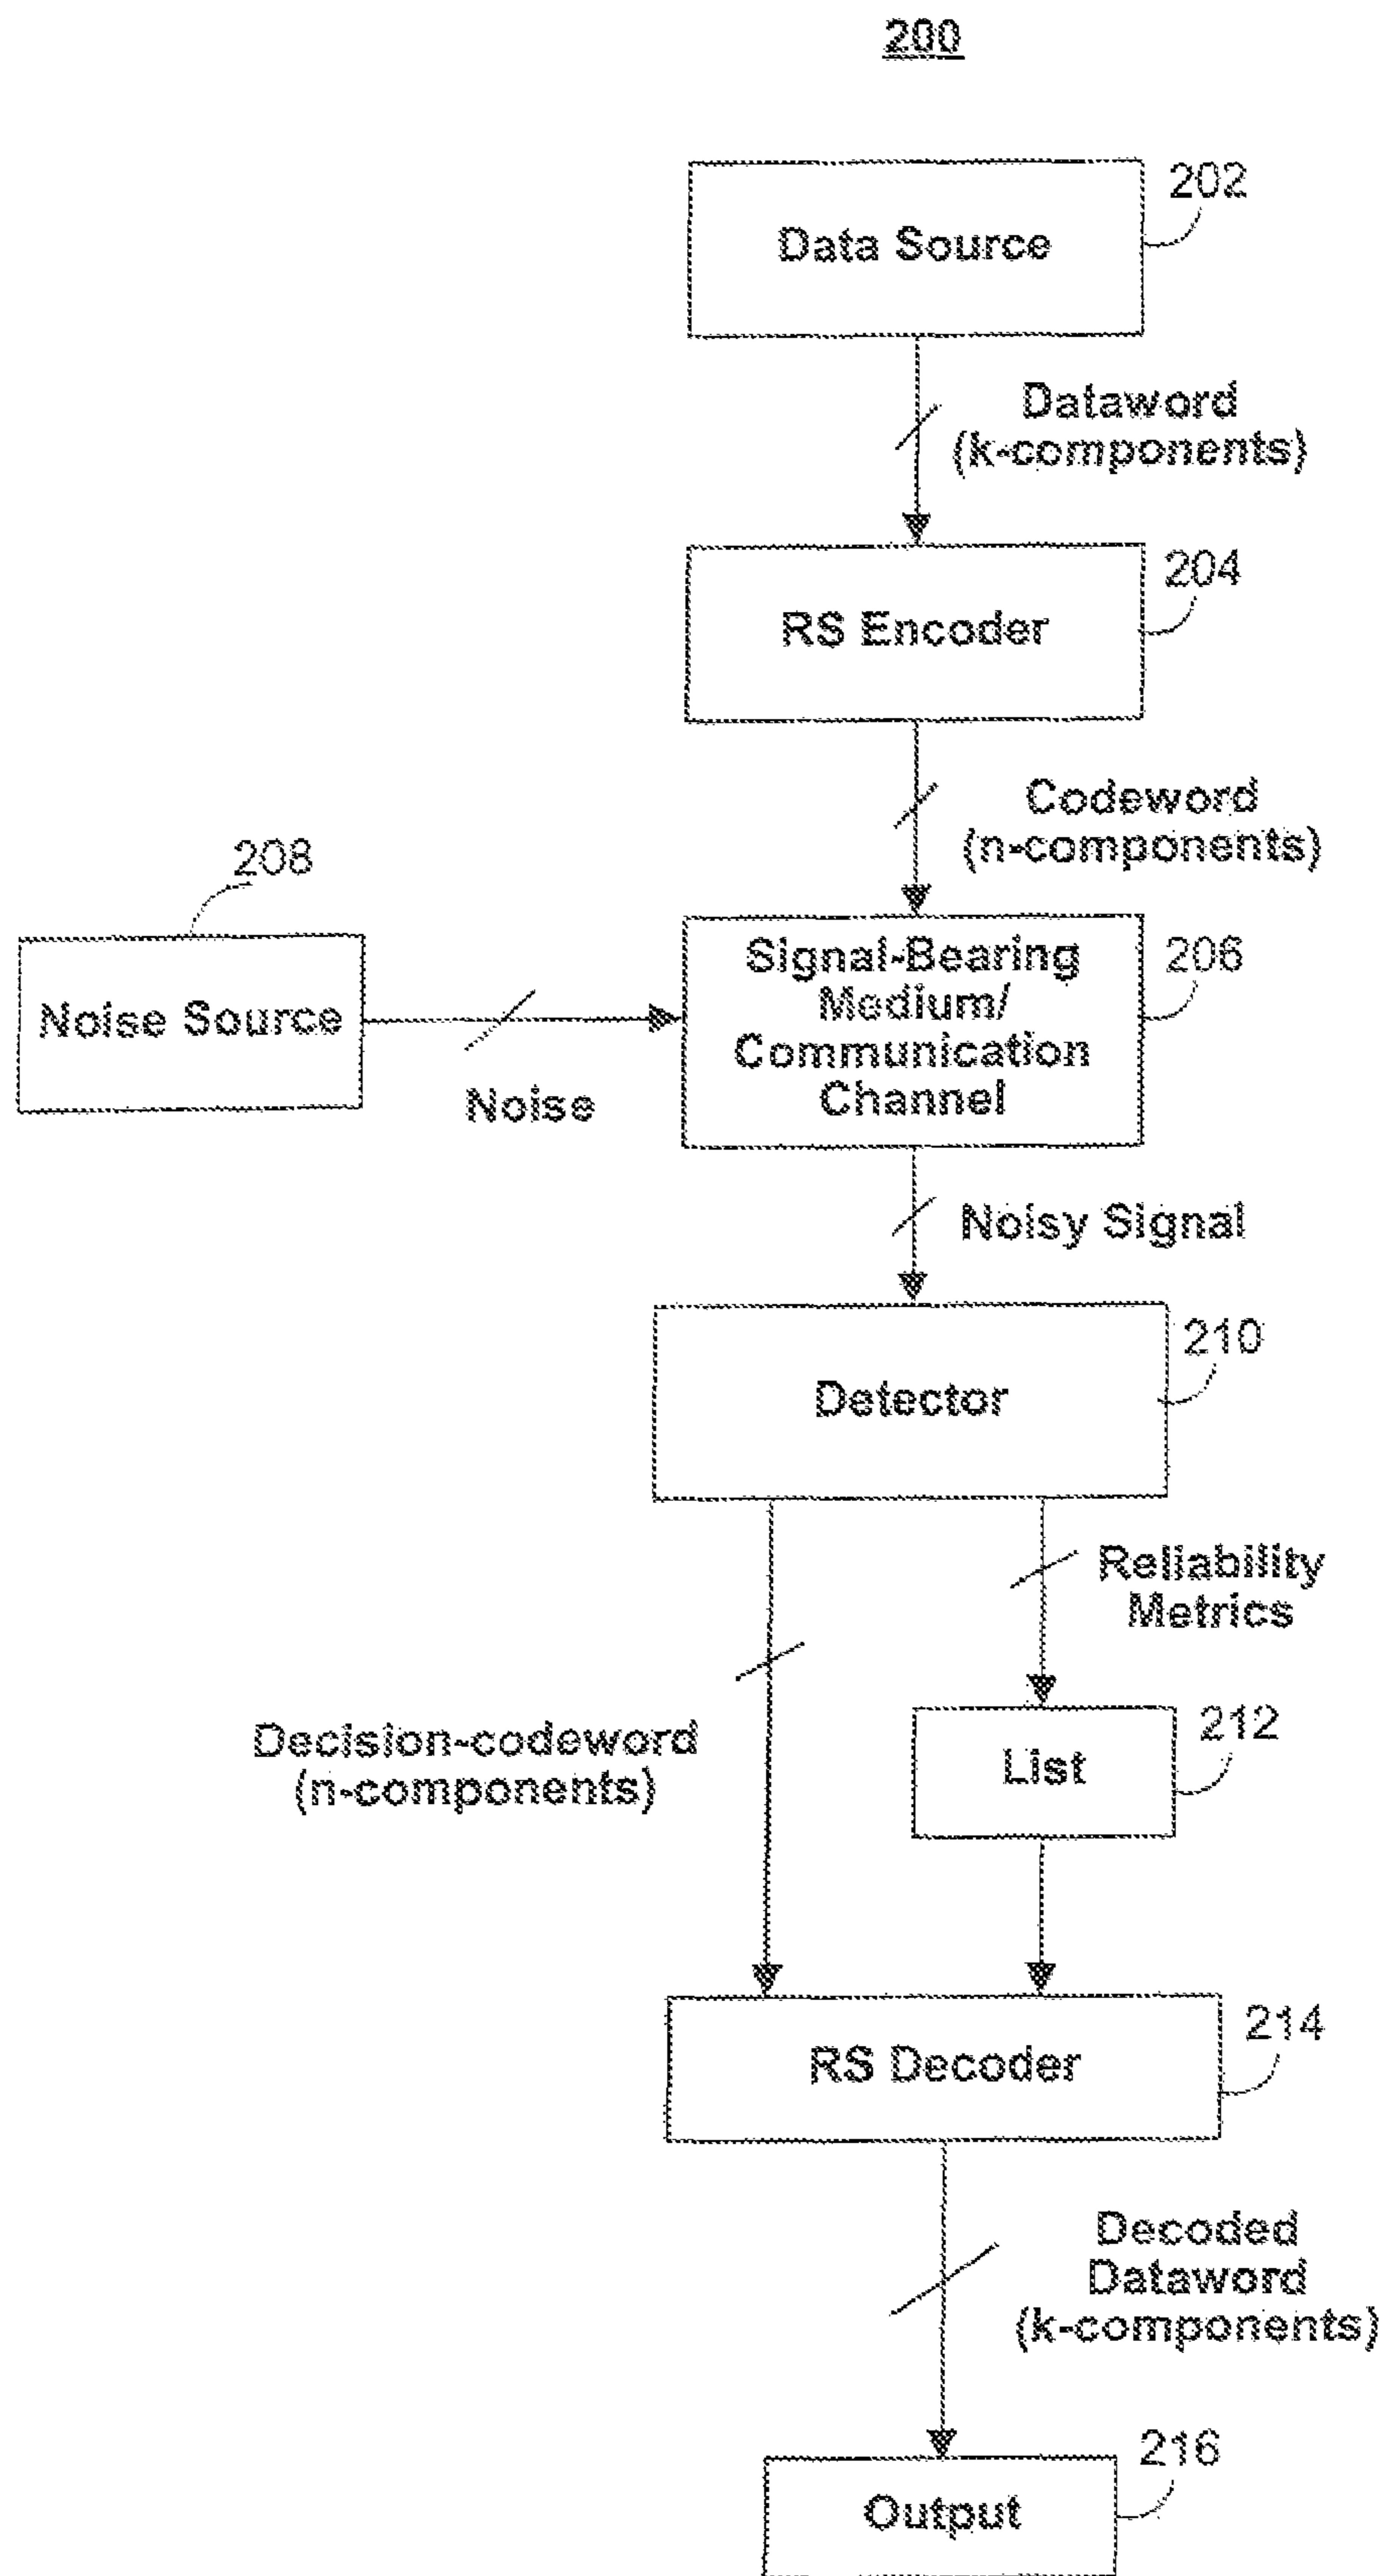 200
202
Data Source
Dataword
(k-components)
204
RS Encoder
Codeword
(n-components)
208
Noise Source
Noise
206
Signal-Bearing
Medium/
Communication
Channel
Noisy Signal
210
Detector
Reliability
Metrics
Decision-codeword
(n-components)
212
List
214
RS Decoder
Decoded
Dataword
(k-components)
216
Output